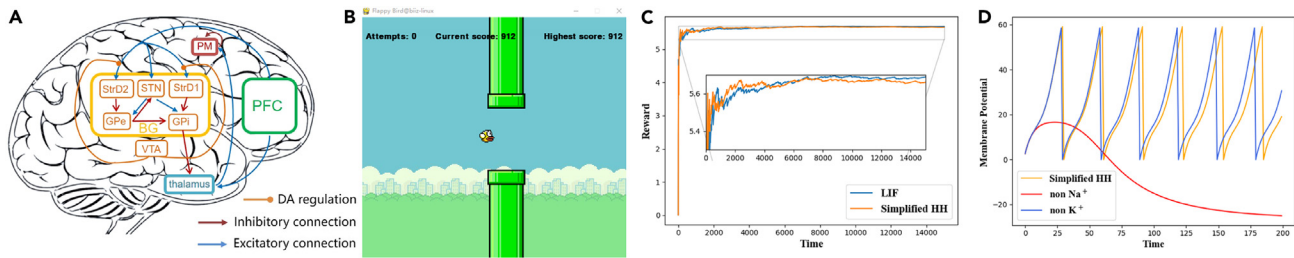 A
PM
StrD2 STN StrD1
PFC
GPe GPi
BG
VTA
thalamus
DA regulation
Inhibitory connection
Excitatory connection
B
Attempts: 0 Current score: 912 Highest score: 912
C
Reward
5
4
3
2
1
0
5.6
5.4
0 2000 4000 6000 8000 10000 12000 14000
LIF
Simplified HH
0 2000 4000 6000 8000 10000 12000 14000
Time
D
Membrane Potential
60
40
20
0
−20
Simplified HH
non Na+
non K+
0 25 50 75 100 125 150 175 200
Time